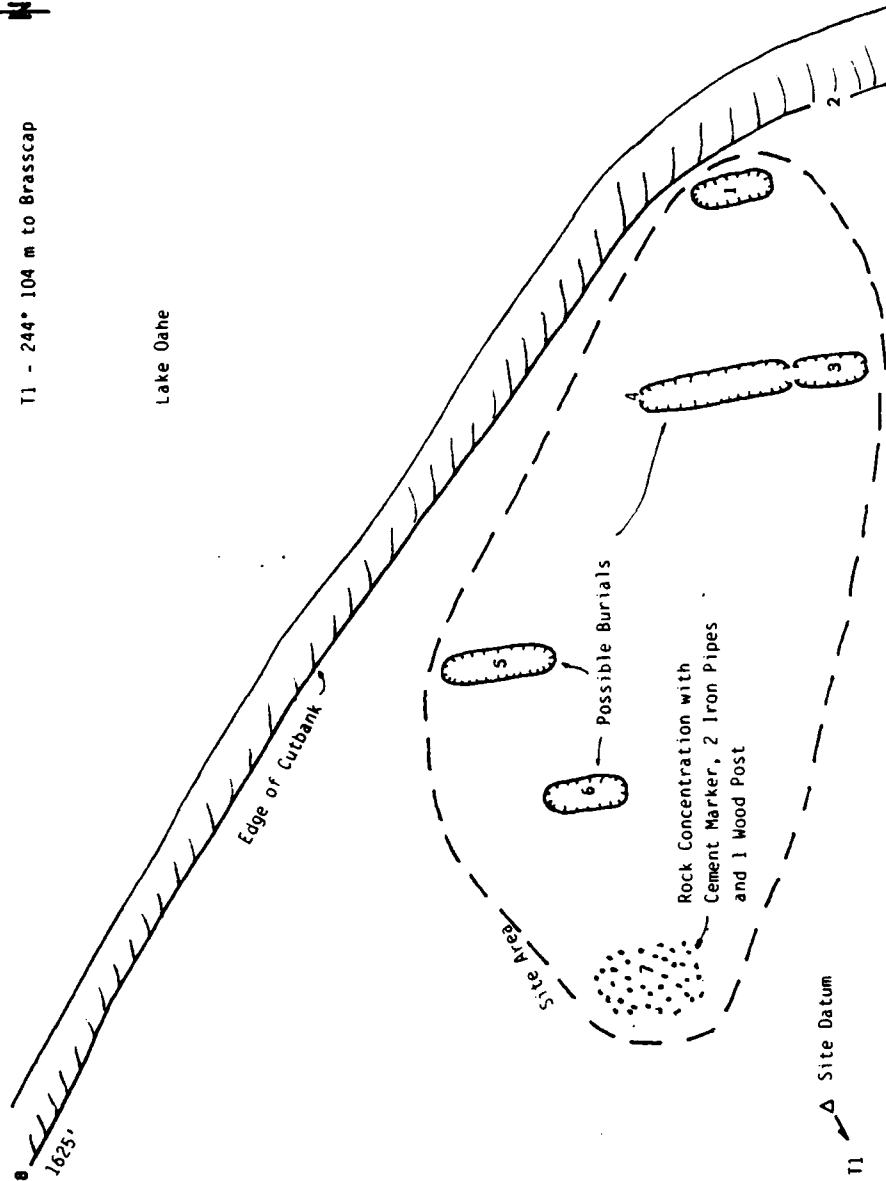 N
T1 - 244° 104 m to Brasscap
Lake Oahe
8
1625'
Edge of Cutbank
2
1
4
3
5
Possible Burials
6
Rock Concentration with
Cement Marker, 2 Iron Pipes
and 1 Wood Post
Site Area
7
Site Datum
T1